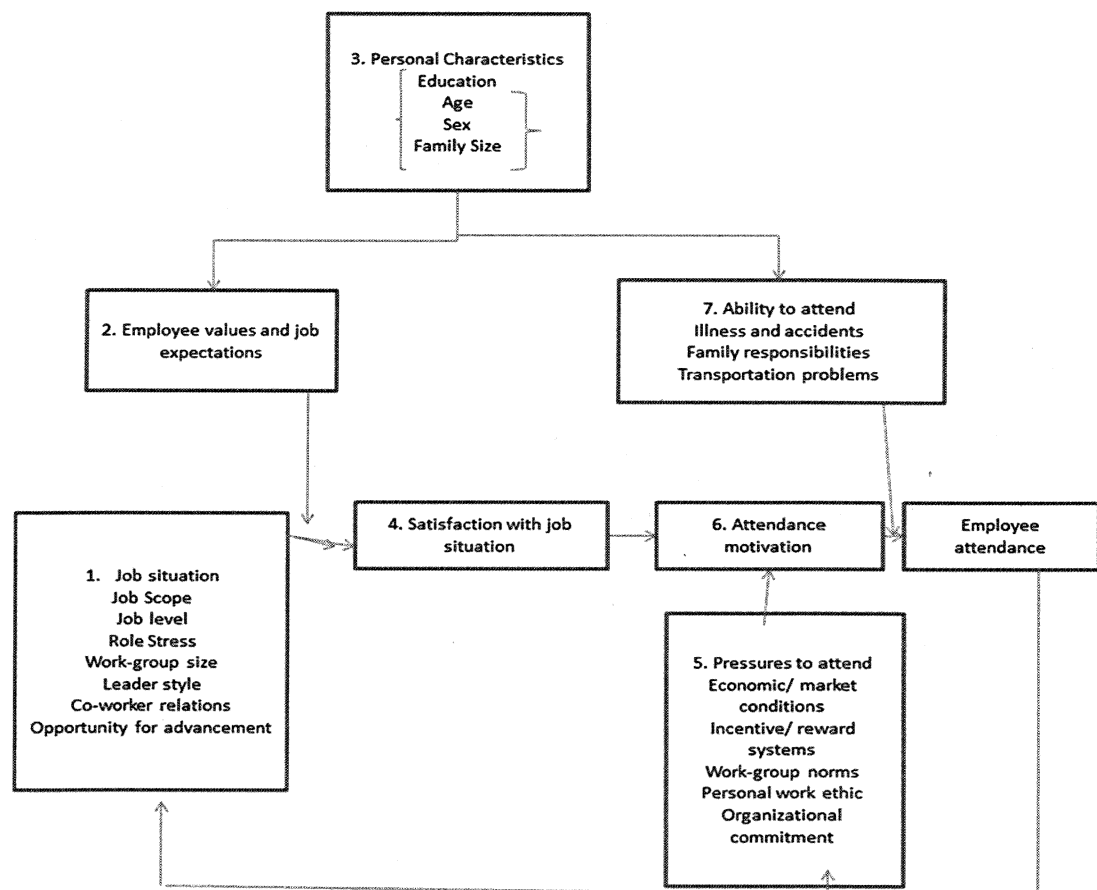 3. Personal Characteristics
Education
Age
Sex
Family Size
2. Employee values and job
expectations
7. Ability to attend
Illness and accidents
Family responsibilities
Transportation problems
1. Job situation
Job Scope
Job level
Role Stress
Work-group size
Leader style
Co-worker relations
Opportunity for advancement
4. Satisfaction with job
situation
6. Attendance
motivation
Employee
attendance
5. Pressures to attend
Economic/ market
conditions
Incentive/ reward
systems
Work-group norms
Personal work ethic
Organizational
commitment